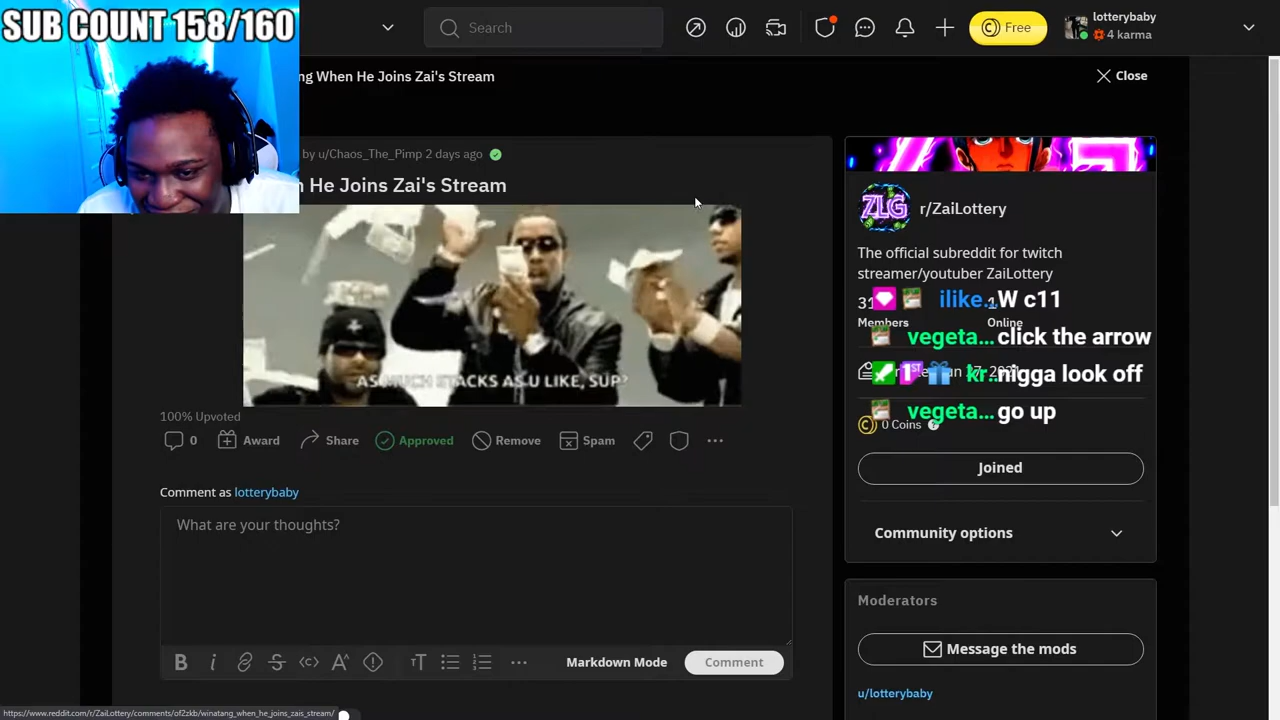 SUB COUNT 158/160
Search
Free
lotterybaby
4 karma
ng When He Joins Zai's Stream
Close
by u/Chaos_The_Pimp 2 days ago
n He Joins Zai's Stream
AS MUCH STACKS AS U LIKE, SUP?
100% Upvoted
0
Award
Share
Approved
Remove
Spam
Comment as lotterybaby
What are your thoughts?
B
i
Markdown Mode
Comment
ZLG
r/ZaiLottery
The official subreddit for twitch
streamer/youtuber ZaiLottery
ilike... W c11
Members
Online
vegeta... click the arrow
1ST kr.. nigga look off
vegeta... go up
0 Coins
Joined
Community options
Moderators
Message the mods
u/lotterybaby
https://www.reddit.com/r/ZaiLottery/comments/of2zkb/winatang_when_he_joins_zais_stream/